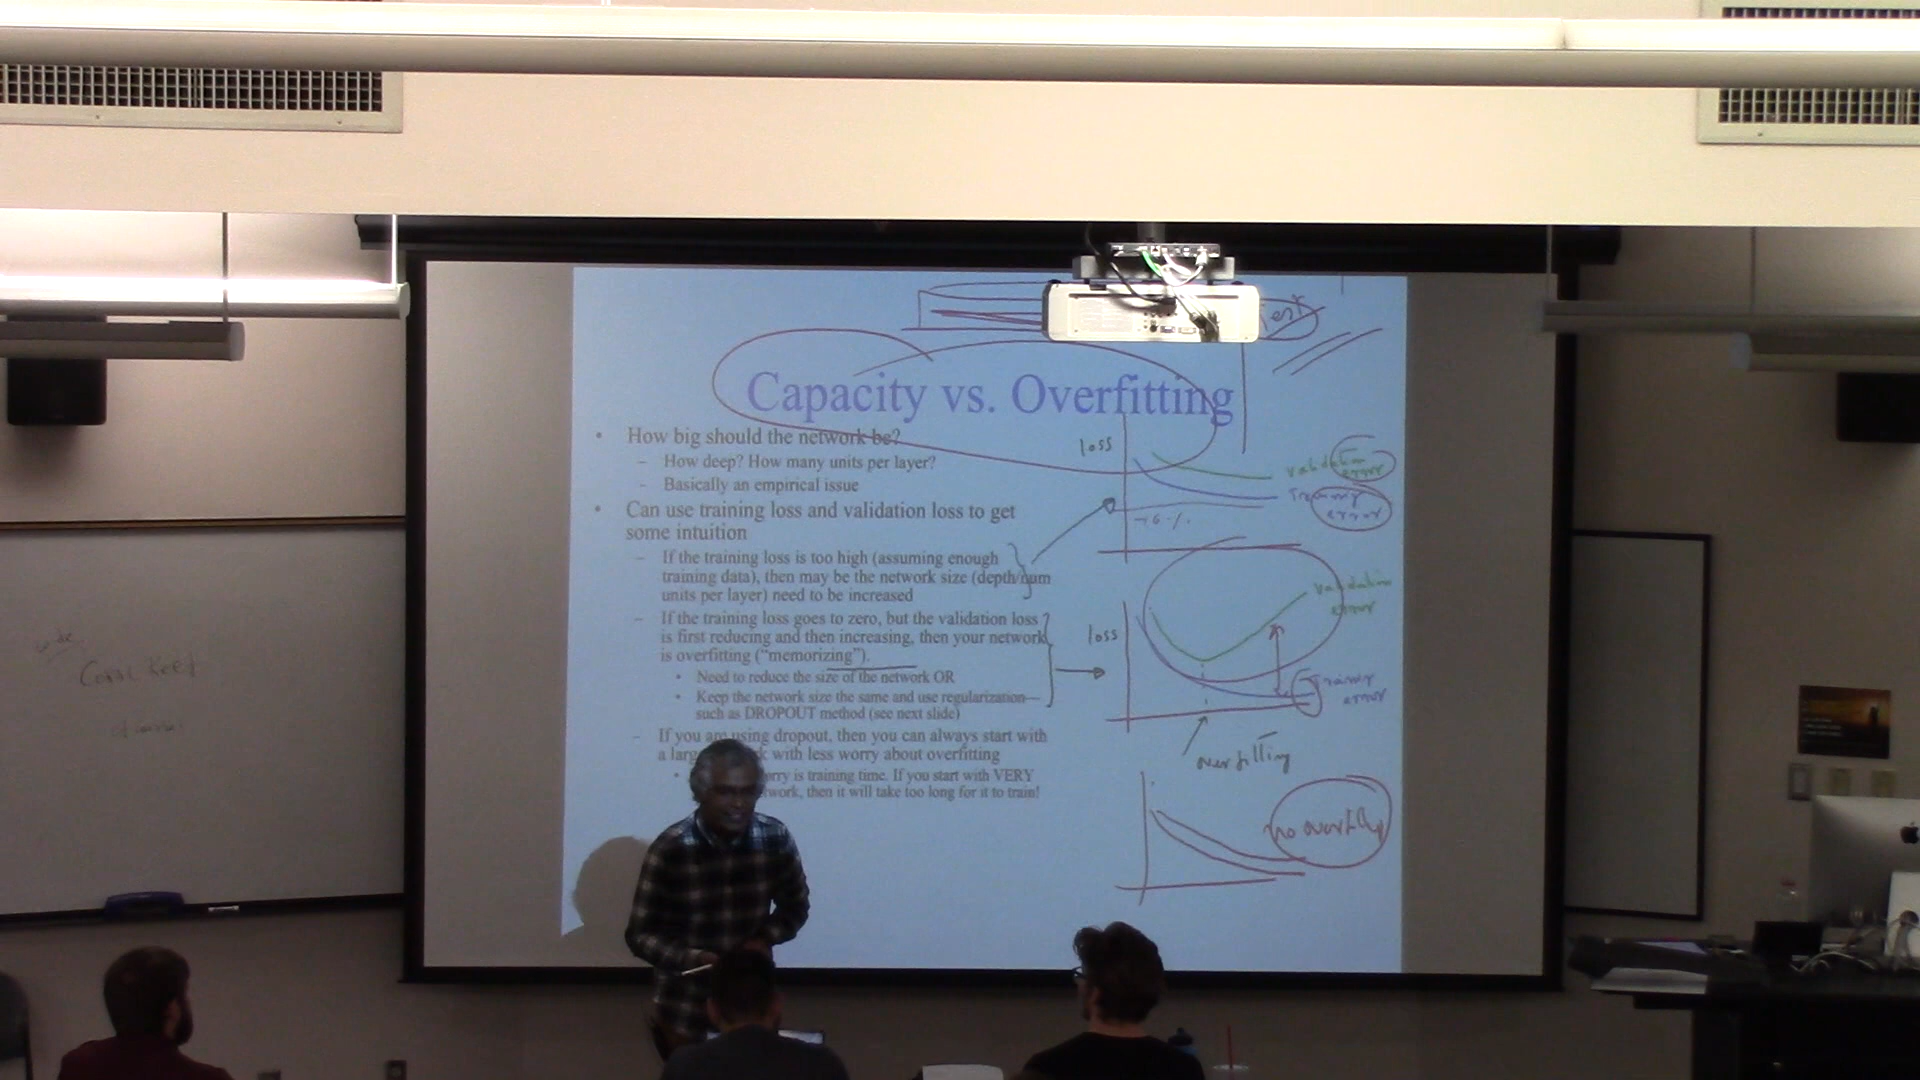 Test
Capacity vs. Overfitting
• How big should the network be?
– How deep? How many units per layer?
– Basically an empirical issue
• Can use training loss and validation loss to get
some intuition
– If the training loss is too high (assuming enough
training data), then may be the network size (depth/num
units per layer) need to be increased
– If the training loss goes to zero, but the validation loss
is first reducing and then increasing, then your network
is overfitting (“memorizing”).
• Need to reduce the size of the network OR
• Keep the network size the same and use regularization—
such as DROPOUT method (see next slide)
– If you are using dropout, then you can always start with
a with less worry about overfitting
• is training time. If you start with VERY
then it will take too long for it to train!
loss
validation
error
Training
error
loss
validation
error
Training
error
overfitting
no overfitting